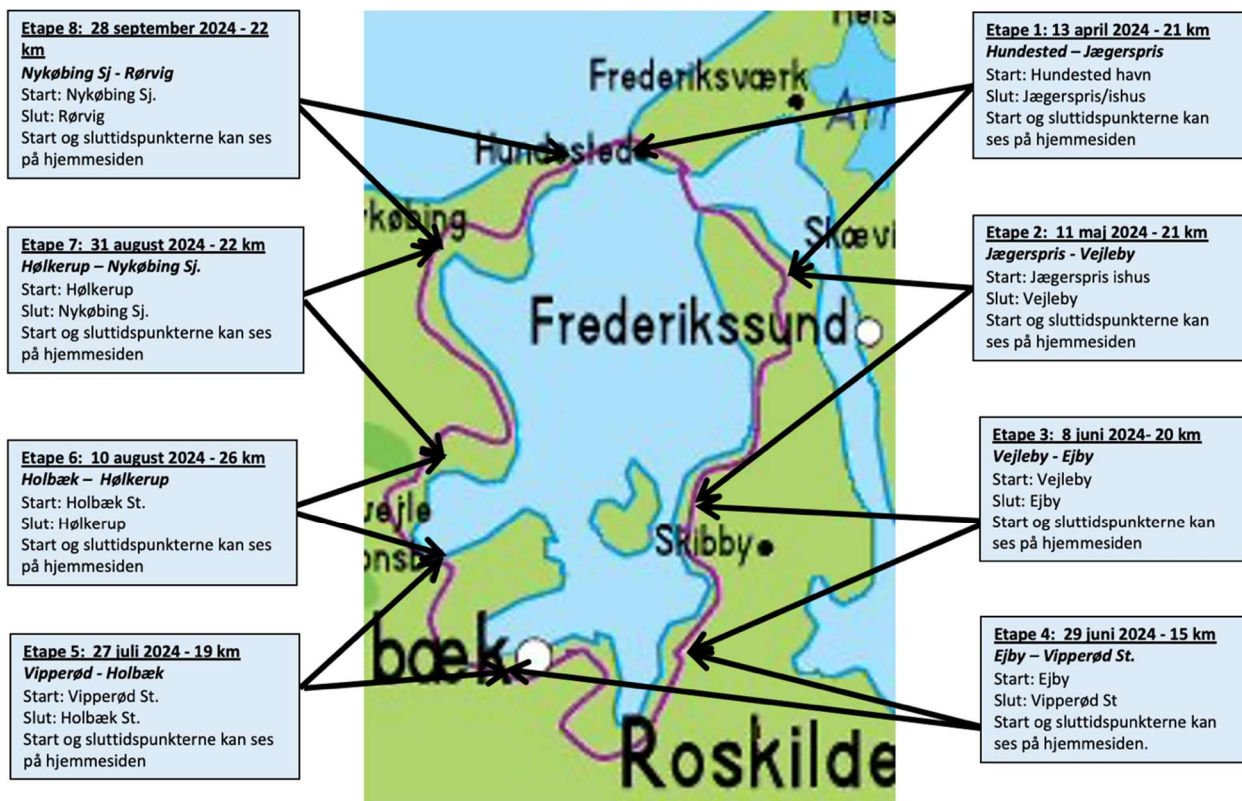 Etape 8: 28 september 2024 - 22
km
Nykøbing Sj - Rørvig
Start: Nykøbing Sj.
Slut: Rørvig
Start og sluttidspunkterne kan ses
på hjemmesiden
Etape 7: 31 august 2024 - 22 km
Hølkerup – Nykøbing Sj.
Start: Hølkerup
Slut: Nykøbing Sj.
Start og sluttidspunkterne kan ses
på hjemmesiden
Etape 6: 10 august 2024 - 26 km
Holbæk – Hølkerup
Start: Holbæk St.
Slut: Hølkerup
Start og sluttidspunkterne kan ses
på hjemmesiden
Etape 5: 27 juli 2024 - 19 km
Vipperød - Holbæk
Start: Vipperød St.
Slut: Holbæk St.
Start og sluttidspunkterne kan ses
på hjemmesiden
Frederiksværk
Arr
Hundested
ykøbing
Skævi
Frederikssund
vejle
onsb
Skibby
bæk
Roskilde
Etape 1: 13 april 2024 - 21 km
Hundested – Jægerspris
Start: Hundested havn
Slut: Jægerspris/ishus
Start og sluttidspunkterne kan
ses på hjemmesiden
Etape 2: 11 maj 2024 - 21 km
Jægerspris - Vejleby
Start: Jægerspris ishus
Slut: Vejleby
Start og sluttidspunkterne kan
ses på hjemmesiden
Etape 3: 8 juni 2024- 20 km
Vejleby - Ejby
Start: Vejleby
Slut: Ejby
Start og sluttidspunkterne kan
ses på hjemmesiden
Etape 4: 29 juni 2024 - 15 km
Ejby – Vipperød St.
Start: Ejby
Slut: Vipperød St
Start og sluttidspunkterne kan
ses på hjemmesiden.